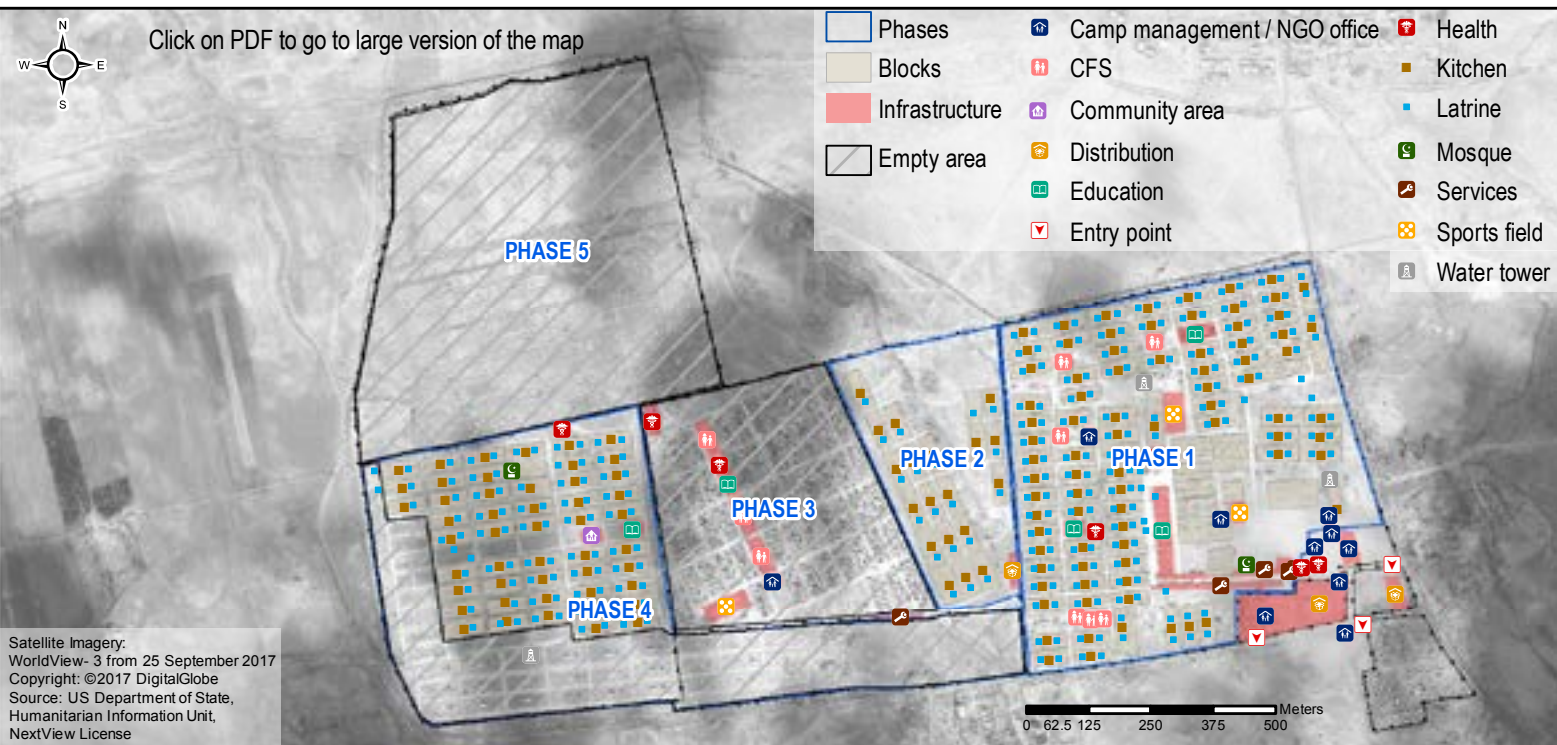 N
W E
S
Click on PDF to go to large version of the map
Phases
Blocks
Infrastructure
Empty area
Camp management / NGO office
CFS
Community area
Distribution
Education
Entry point
Health
Kitchen
Latrine
Mosque
Services
Sports field
Water tower
PHASE 5
PHASE 2
PHASE 1
PHASE 3
PHASE 4
Satellite Imagery:
WorldView- 3 from 25 September 2017
Copyright: ©2017 DigitalGlobe
Source: US Department of State,
Humanitarian Information Unit,
NextView License
Meters
0 62.5 125 250 375 500